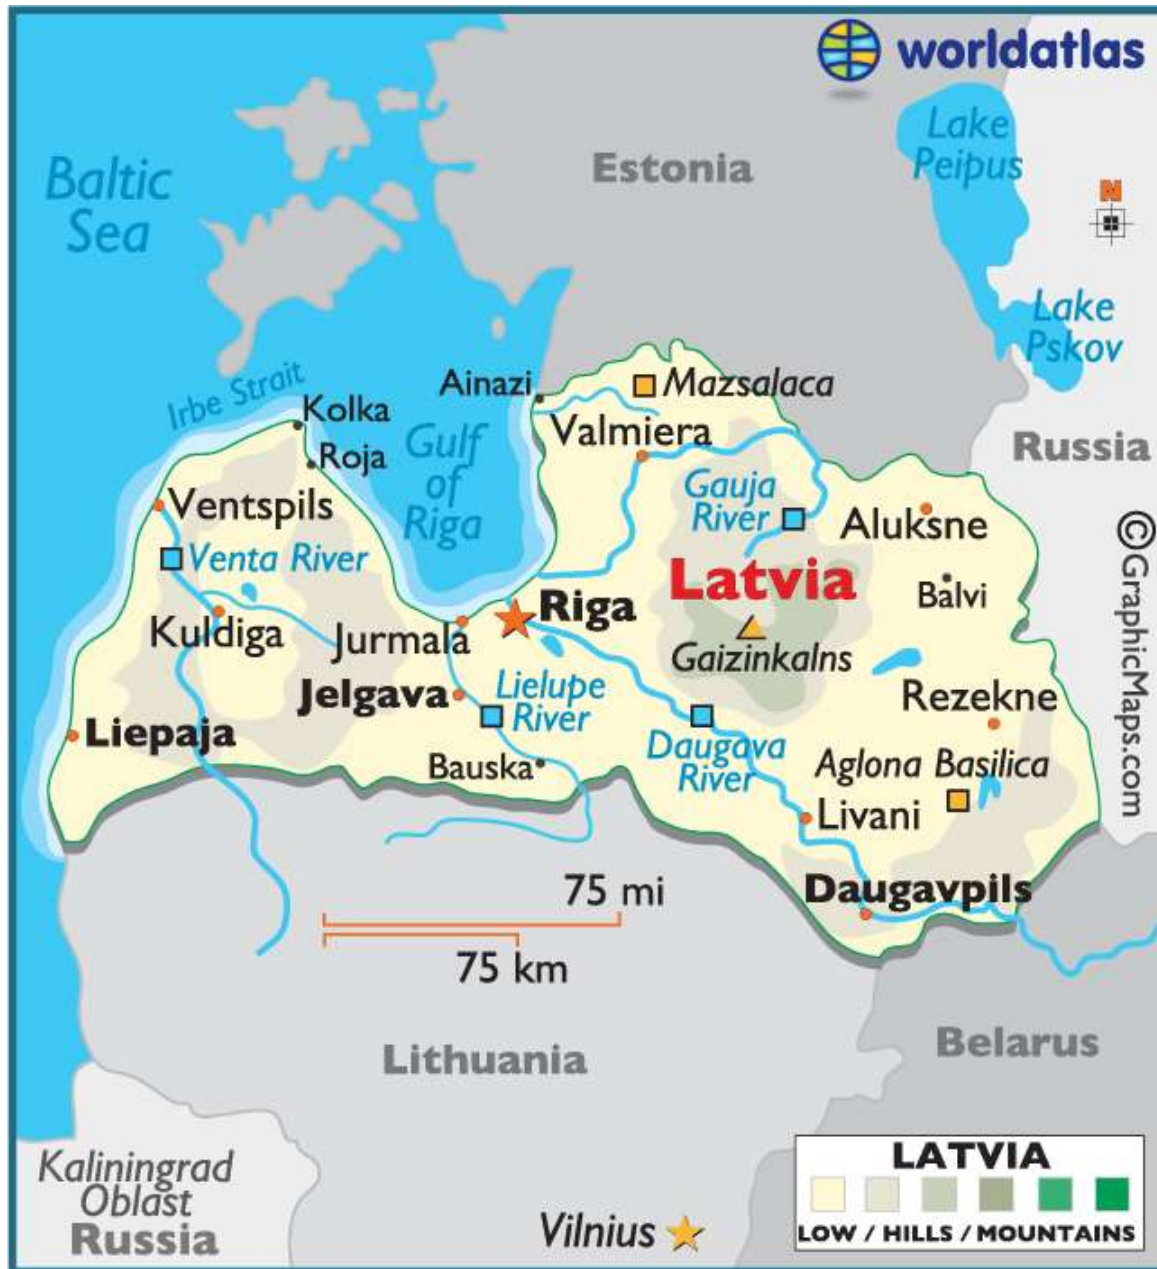 worldatlas
Baltic
Sea
Estonia
Lake
Peipus
N
Lake
Pskov
Irbe Strait
Ainazi
Mazsalaca
Kolka
Roja
Gulf
of
Riga
Valmiera
Russia
Ventspils
Gauja
River
Aluksne
Venta River
Latvia
Balvi
Kuldiga
Jurmala
Riga
Gaizinkalns
Jelgava
Lielupe
River
Rezekne
Liepaja
Daugava
River
Aglona Basilica
Bauska
Livani
©GraphicMaps.com
75 mi
Daugavpils
75 km
Lithuania
Belarus
Kaliningrad
Oblast
Russia
Vilnius
LATVIA
LOW / HILLS / MOUNTAINS